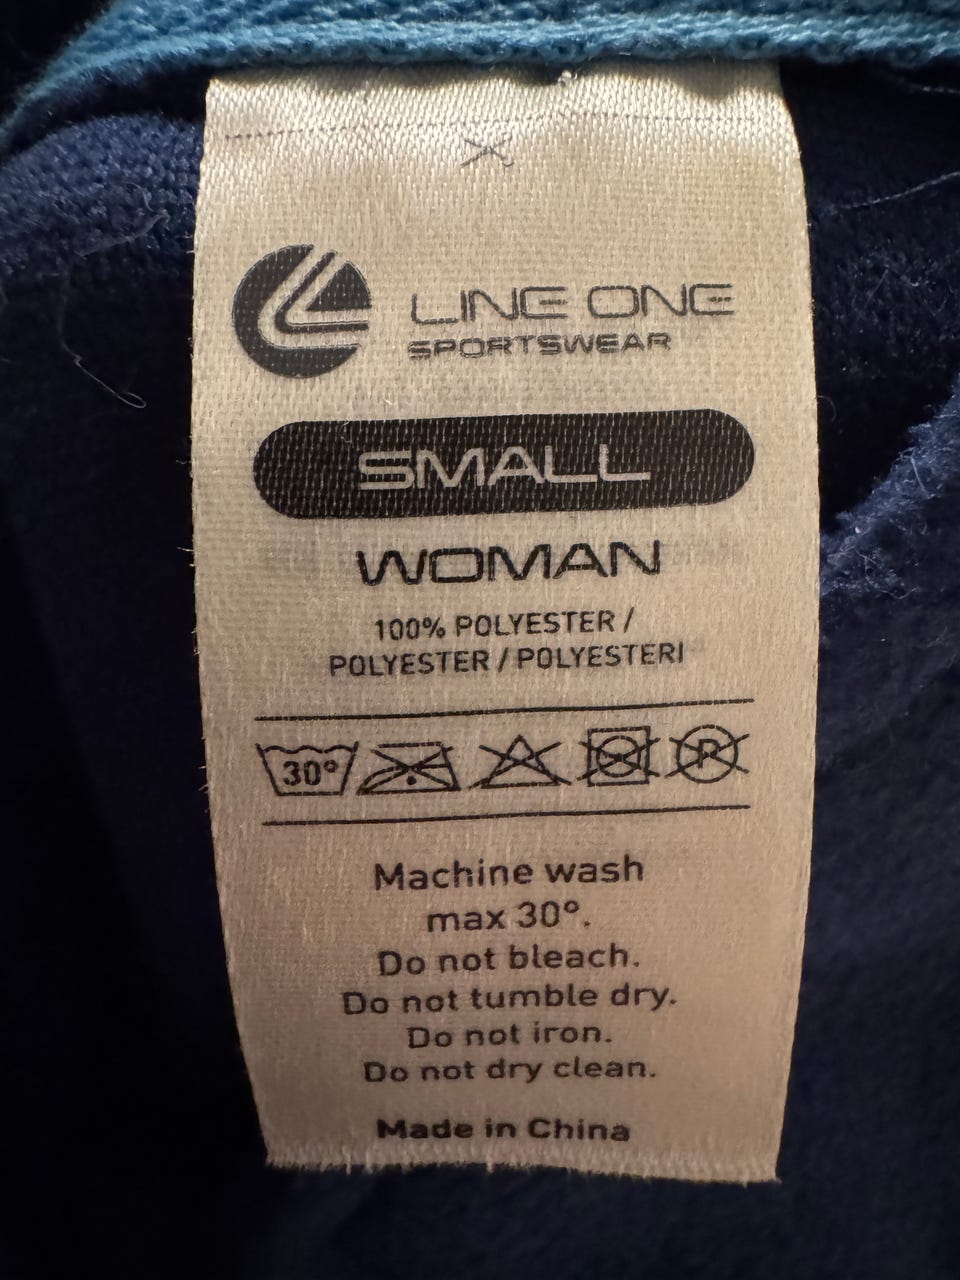 LINE ONE
SPORTSWEAR
SMALL
WOMAN
100% POLYESTER /
POLYESTER / POLYESTERI
30° P
Machine wash
max 30°.
Do not bleach.
Do not tumble dry.
Do not iron.
Do not dry clean.
Made in China